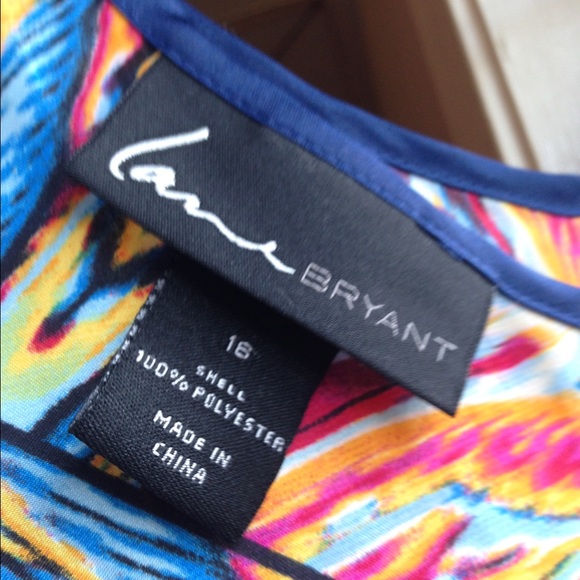 Lane BRYANT
18
SHELL
100% POLYESTER
MADE IN
CHINA